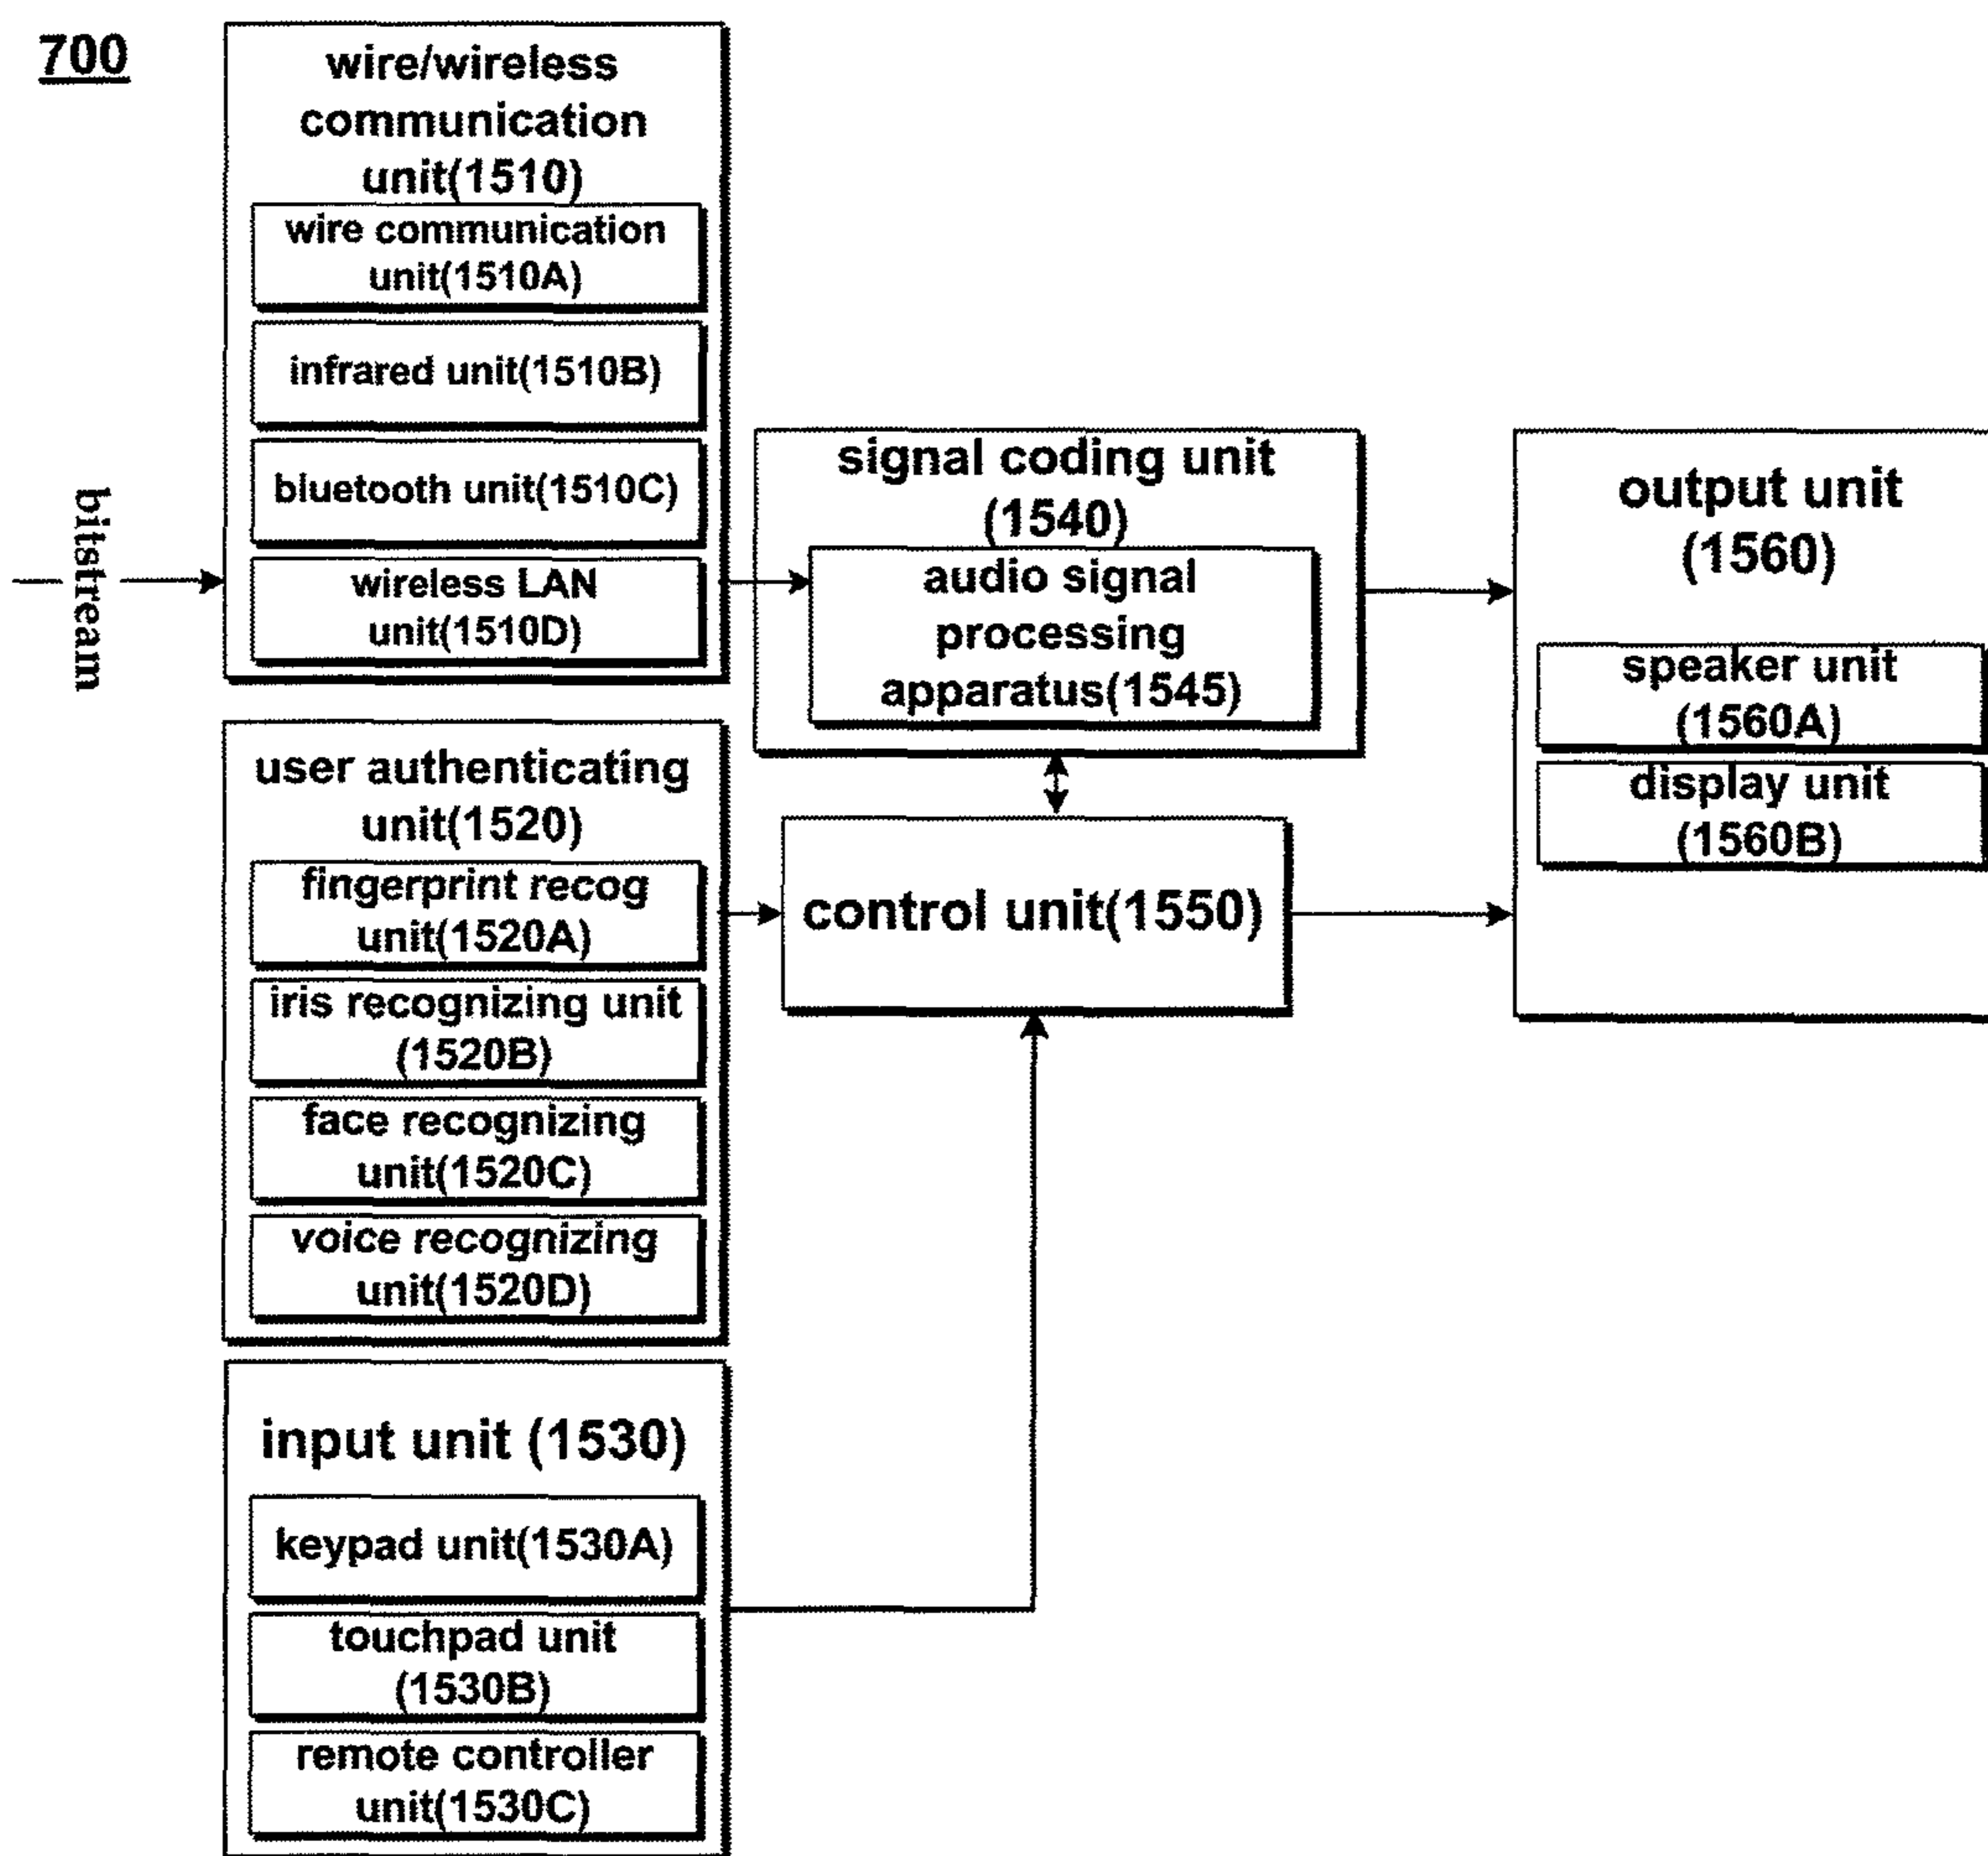 700
wire/wireless
communication
unit(1510)
wire communication
unit(1510A)
infrared unit(1510B)
bluetooth unit(1510C)
wireless LAN
unit(1510D)
bitstream
signal coding unit
(1540)
audio signal
processing
apparatus(1545)
output unit
(1560)
speaker unit
(1560A)
display unit
(1560B)
user authenticating
unit(1520)
fingerprint recog
unit(1520A)
iris recognizing unit
(1520B)
face recognizing
unit(1520C)
voice recognizing
unit(1520D)
control unit(1550)
input unit (1530)
keypad unit(1530A)
touchpad unit
(1530B)
remote controller
unit(1530C)